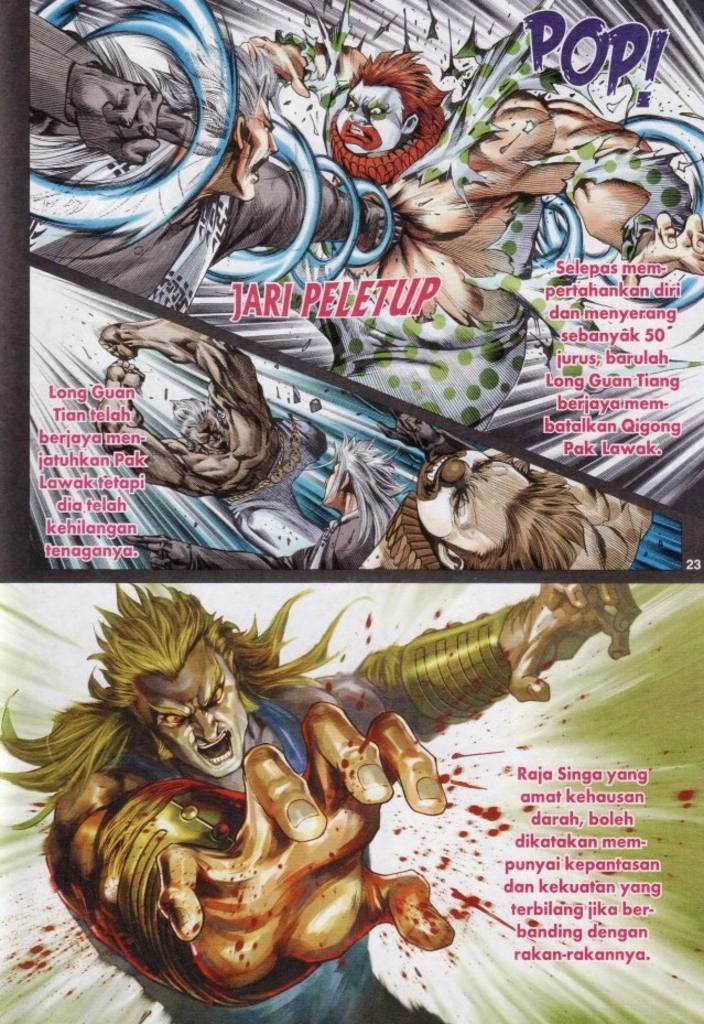 POP!
JARI PELETUP
Selepas mem-
pertahankan diri
dan menyerang
sebanyak 50
jurus, barulah
Long Guan Tiang
berjaya mem-
batalkan Qigong
Pak Lawak.
Long Guan
Tian telah
berjaya men-
jatuhkan Pak
Lawak tetapi
dia telah
kehilangan
tenaganya.
23
Raja Singa yang
amat kehausan
darah, boleh
dikatakan mem-
punyai kepantasan
dan kekuatan yang
terbilang jika ber-
banding dengan
rakan-rakannya.